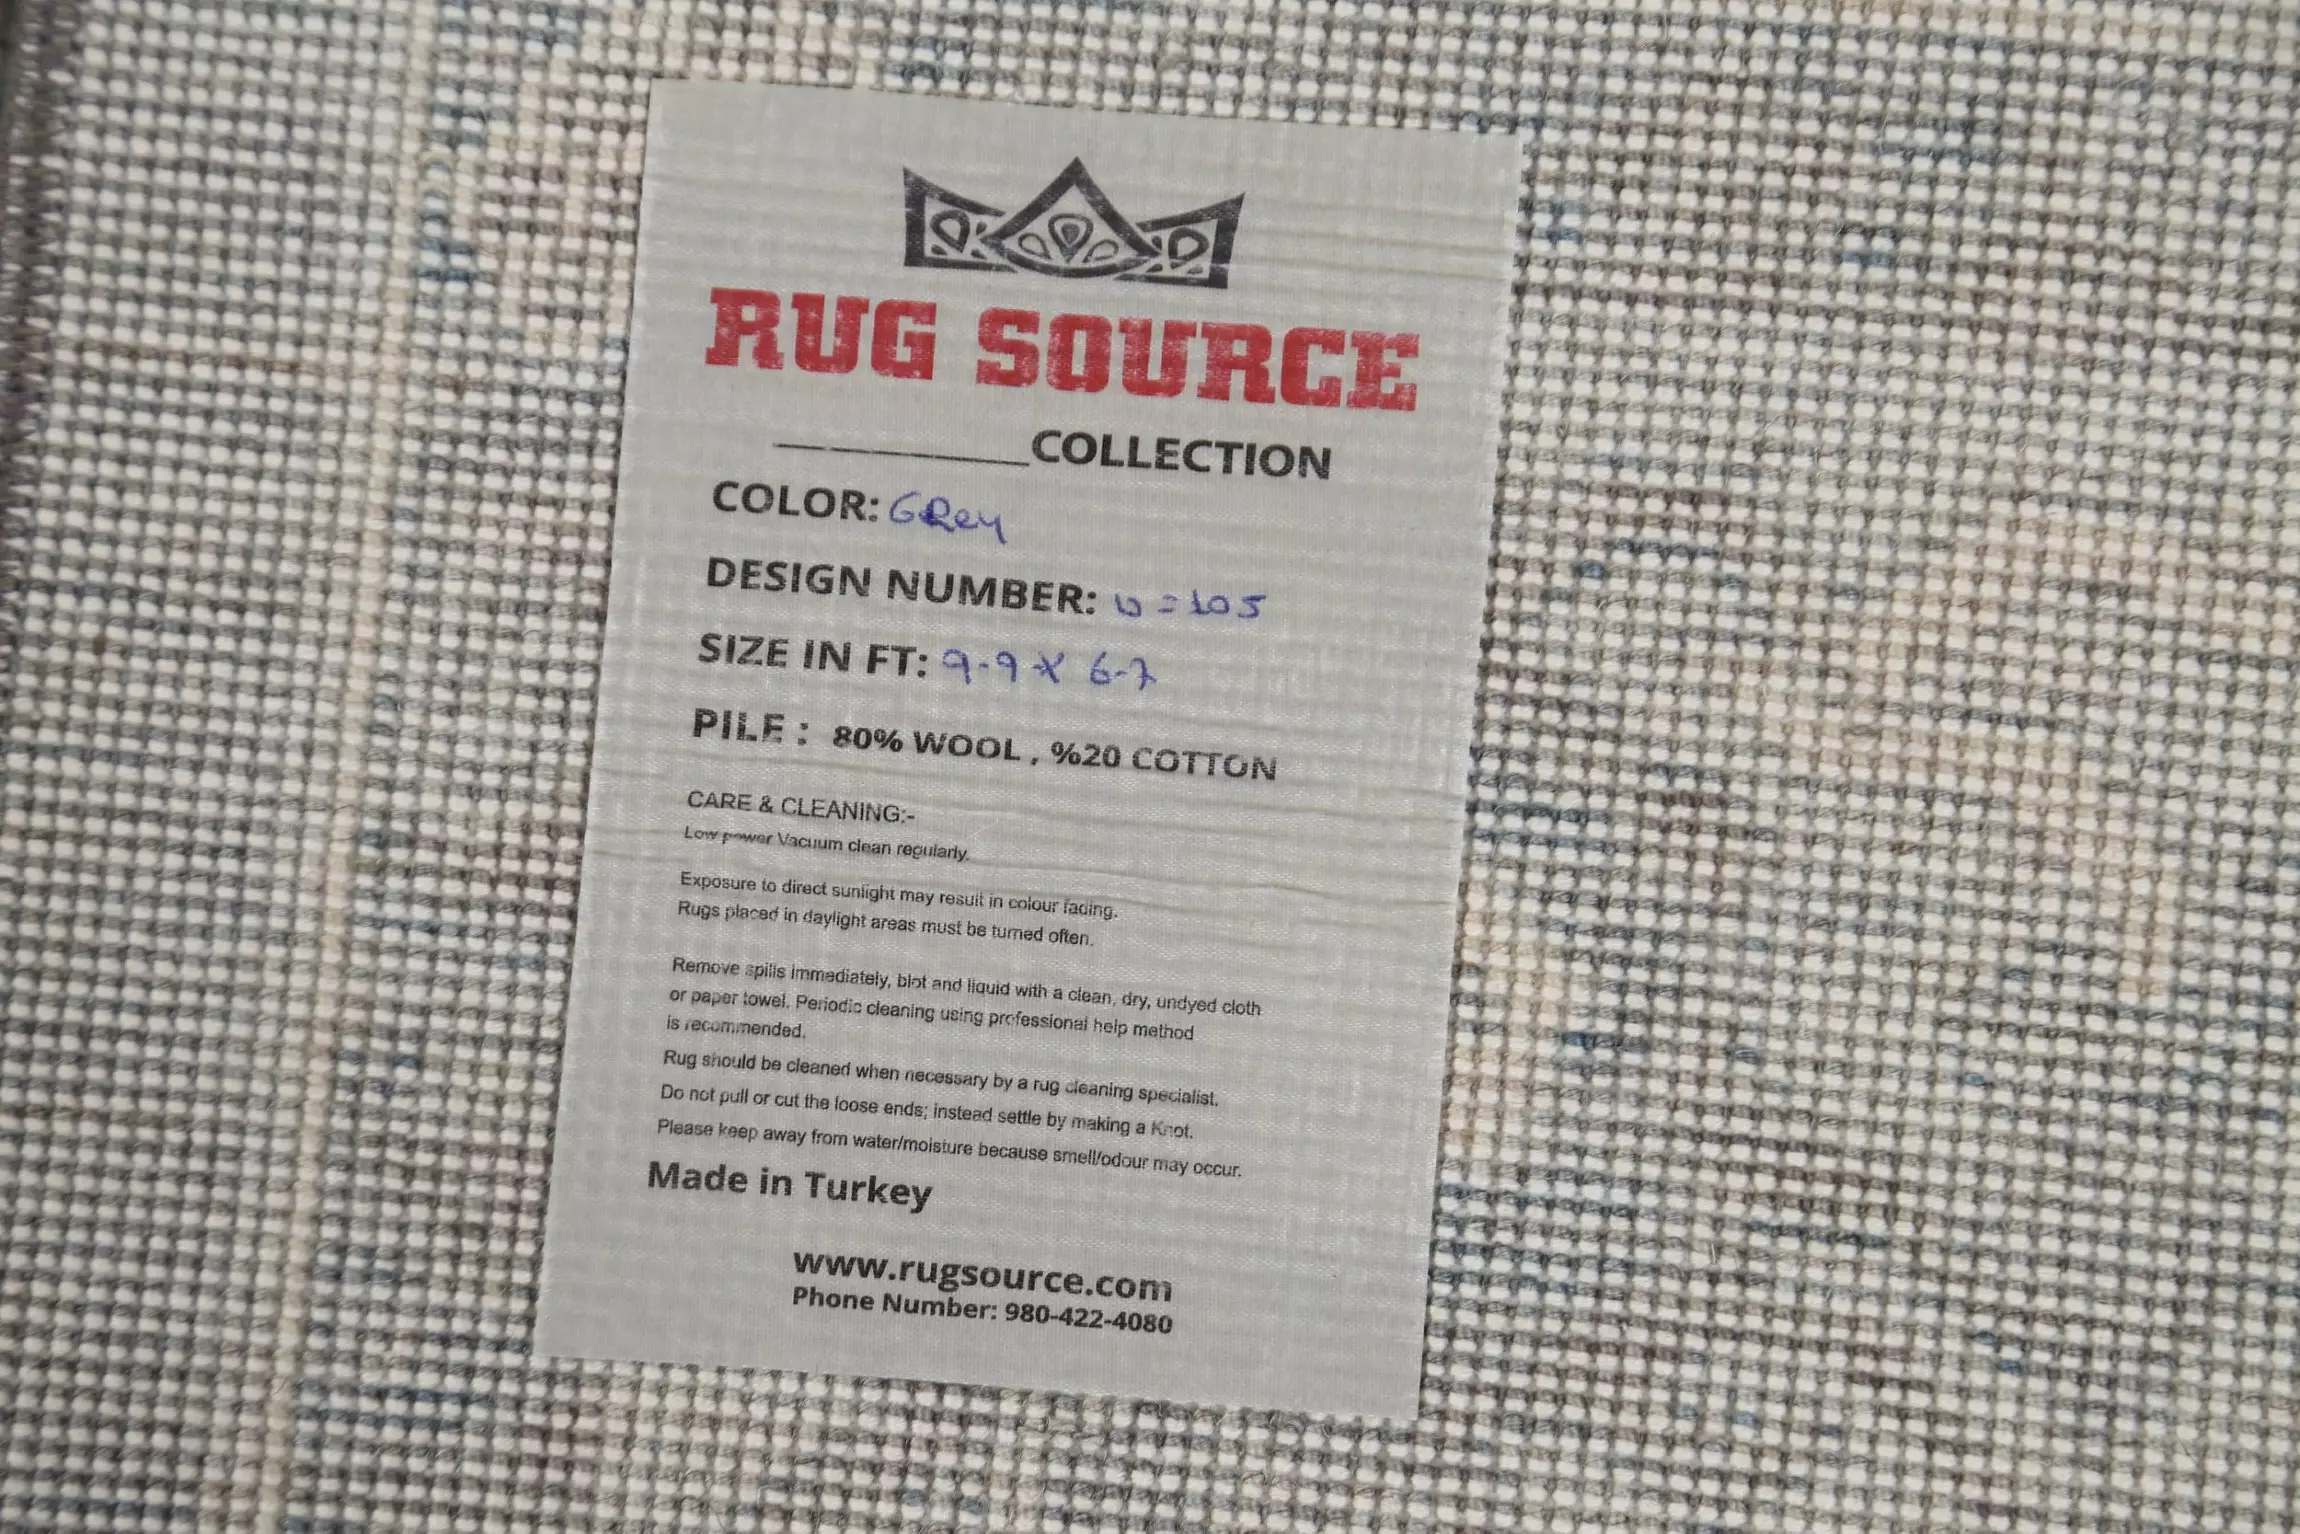 RUG SOURCE
__________COLLECTION
COLOR: GRey
DESIGN NUMBER: =105
SIZE IN FT: 9-9 X 6-7
PILE : 80% WOOL , %20 COTTON
CARE & CLEANING:-
Low power Vacuum clean regularly.
Exposure to direct sunlight may result in colour fading.
Rugs placed in daylight areas must be turned often.
Remove spills immediately, blot and liquid with a clean, dry, undyed cloth
or paper towel. Periodic cleaning using professional help method
is recommended.
Rug should be cleaned when necessary by a rug cleaning specialist.
Do not pull or cut the loose ends; instead settle by making a Knot.
Please keep away from water/moisture because smell/odour may occur.
Made in Turkey
www.rugsource.com
Phone Number: 980-422-4080